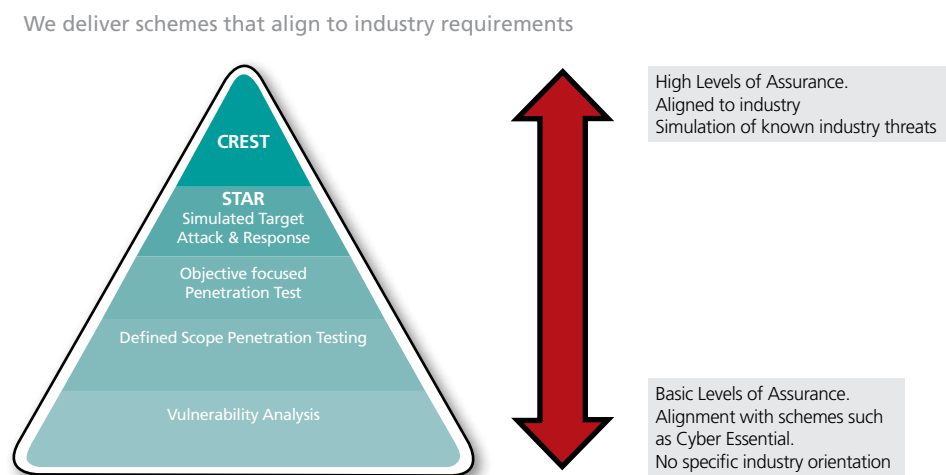 We deliver schemes that align to industry requirements
CREST
STAR
Simulated Target
Attack & Response
Objective focused
Penetration Test
Defined Scope Penetration Testing
Vulnerability Analysis
High Levels of Assurance.
Aligned to industry
Simulation of known industry threats
Basic Levels of Assurance.
Alignment with schemes such
as Cyber Essential.
No specific industry orientation